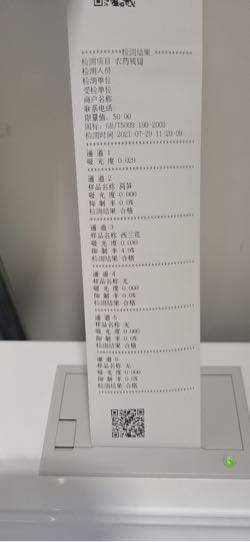 ***********检测结果***********
检测项目:农药残留
检测人员
检测单位
受检单位
商户名称
联系电话
限量值: 50.00
国标: GB/T5009.199-2003
检测时间:2021-07-29 11:20:09
通 道 1
吸 光 度 0.023
通 道 2
样品名称 莴笋
吸 光 度 0.000
抑 制 率 0.0%
检测结果 合格
通 道 3
样品名称 西兰花
吸 光 度 0.000
抑 制 率 4.5%
检测结果 合格
通 道 4
样品名称 无
吸 光 度 0.000
抑 制 率 0.0%
检测结果 合格
通 道 5
样品名称 无
吸 光 度 0.000
抑 制 率 0.0%
检测结果 合格
通 道 6
样品名称 无
吸 光 度 0.000
抑 制 率 0.0%
检测结果 合格